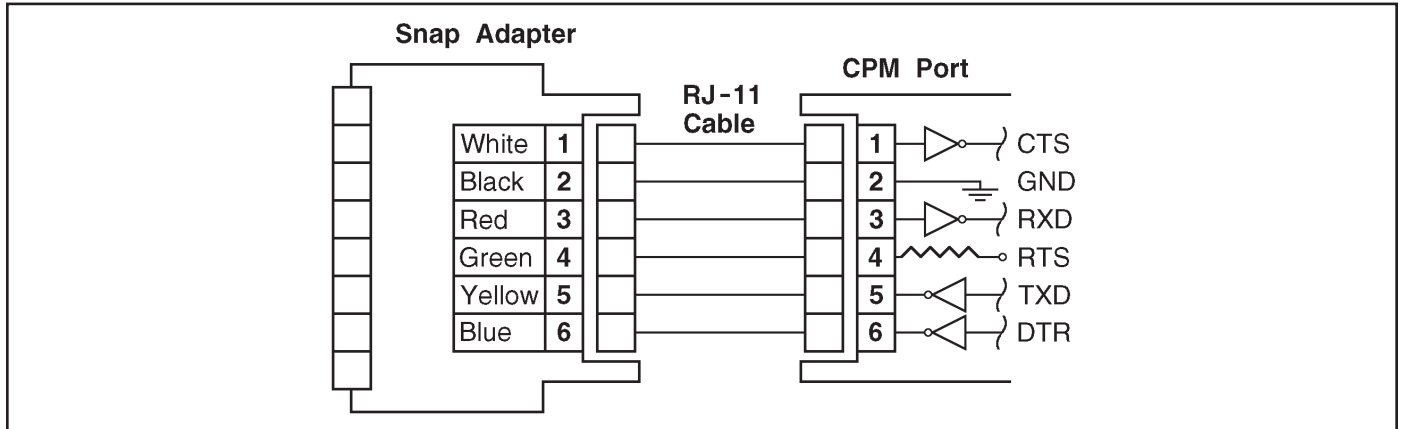 Snap Adapter
CPM Port
RJ-11
Cable
White 1 1 CTS
Black 2 2 GND
Red 3 3 RXD
Green 4 4 RTS
Yellow 5 5 TXD
Blue 6 6 DTR